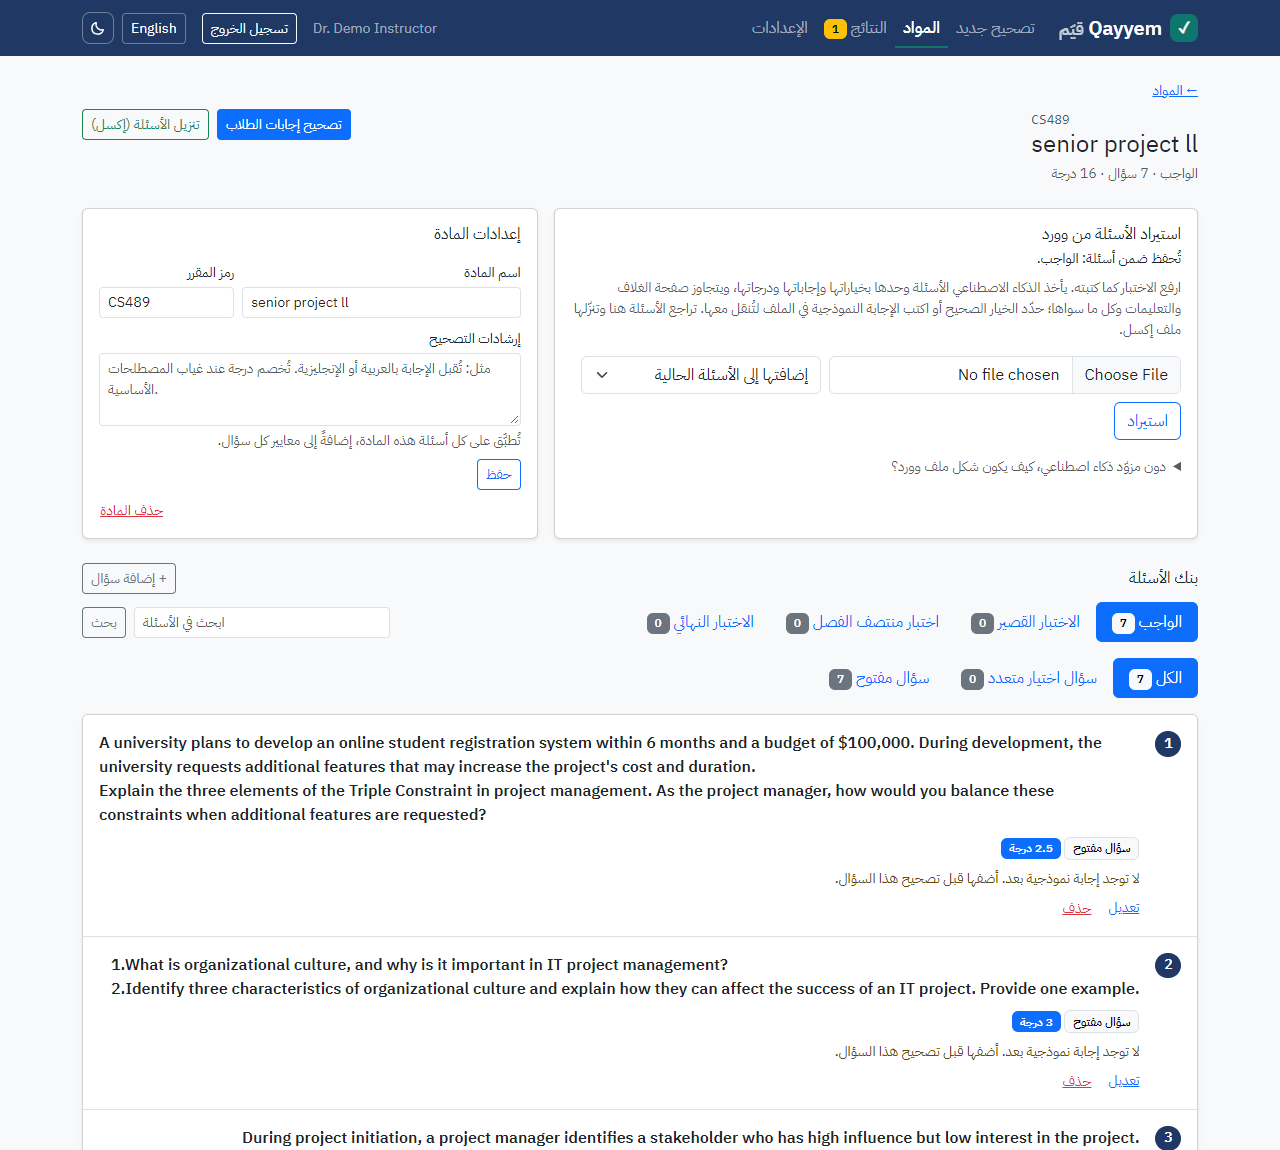 Qayyem قيّم
تصحيح جديد
المواد
النتائج 1
الإعدادات
Dr. Demo Instructor
تسجيل الخروج
English
← المواد
CS489
senior project ll
الواجب · 7 سؤال · 16 درجة
تصحيح إجابات الطلاب
تنزيل الأسئلة (إكسل)
استيراد الأسئلة من وورد
تُحفظ ضمن أسئلة: الواجب.
ارفع الاختبار كما كتبته. يأخذ الذكاء الاصطناعي الأسئلة وحدها بخياراتها وإجاباتها ودرجاتها، ويتجاوز صفحة الغلاف
والتعليمات وكل ما سواها؛ حدّد الخيار الصحيح أو اكتب الإجابة النموذجية في الملف لتُنقل معها. تراجع الأسئلة هنا وتنزّلها
ملف إكسل.
Choose File No file chosen
إضافتها إلى الأسئلة الحالية
استيراد
دون مزوّد ذكاء اصطناعي، كيف يكون شكل ملف وورد؟
إعدادات المادة
اسم المادة
رمز المقرر
senior project ll
CS489
إرشادات التصحيح
مثل: تُقبل الإجابة بالعربية أو الإنجليزية. تُخصم درجة عند غياب المصطلحات
الأساسية.
تُطبَّق على كل أسئلة هذه المادة، إضافةً إلى معايير كل سؤال.
حفظ
حذف المادة
بنك الأسئلة
+ إضافة سؤال
الواجب 7
الاختبار القصير 0
اختبار منتصف الفصل 0
الاختبار النهائي 0
ابحث في الأسئلة
بحث
الكل 7
سؤال اختيار متعدد 0
سؤال مفتوح 7
1
A university plans to develop an online student registration system within 6 months and a budget of $100,000. During development, the
university requests additional features that may increase the project's cost and duration.
Explain the three elements of the Triple Constraint in project management. As the project manager, how would you balance these
constraints when additional features are requested?
سؤال مفتوح
2.5 درجة
لا توجد إجابة نموذجية بعد. أضفها قبل تصحيح هذا السؤال.
تعديل
حذف
2
1.What is organizational culture, and why is it important in IT project management?
2.Identify three characteristics of organizational culture and explain how they can affect the success of an IT project. Provide one example.
سؤال مفتوح
3 درجة
لا توجد إجابة نموذجية بعد. أضفها قبل تصحيح هذا السؤال.
تعديل
حذف
3
During project initiation, a project manager identifies a stakeholder who has high influence but low interest in the project.